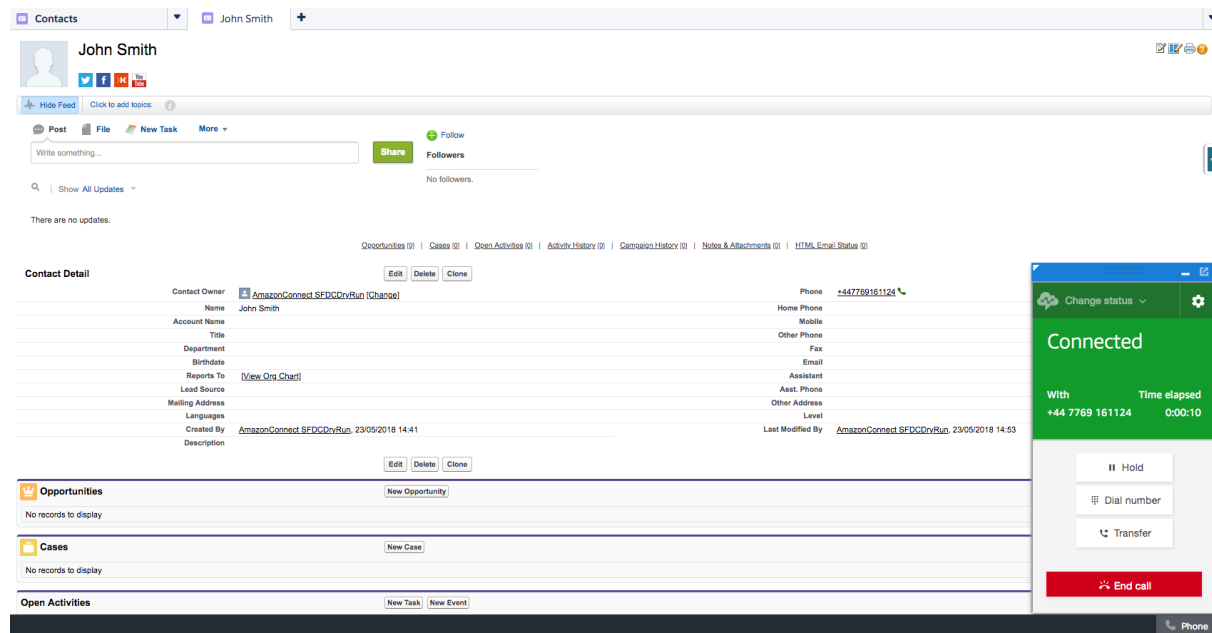 Contacts
John Smith
John Smith
You Tube
Hide Feed Click to add topics: i
Post File New Task More
Write something...
Share
Follow
Followers
No followers.
| Show All Updates
There are no updates.
Opportunities [0] | Cases [0] | Open Activities [0] | Activity History [0] | Campaign History [0] | Notes & Attachments [0] | HTML Email Status [0]
Contact Detail Edit Delete Clone
Contact Owner AmazonConnect SFDCDryRun [Change] Phone +447769161124
Name John Smith Home Phone
Account Name Mobile
Title Other Phone
Department Fax
Birthdate Email
Reports To [View Org Chart] Assistant
Lead Source Asst. Phone
Mailing Address Other Address
Languages Level
Created By AmazonConnect SFDCDryRun, 23/05/2018 14:41 Last Modified By AmazonConnect SFDCDryRun, 23/05/2018 14:53
Description
Edit Delete Clone
Opportunities New Opportunity
No records to display
Cases New Case
No records to display
Open Activities New Task New Event
Change status
Connected
With Time elapsed
+44 7769 161124 0:00:10
Hold
Dial number
Transfer
End call
Phone